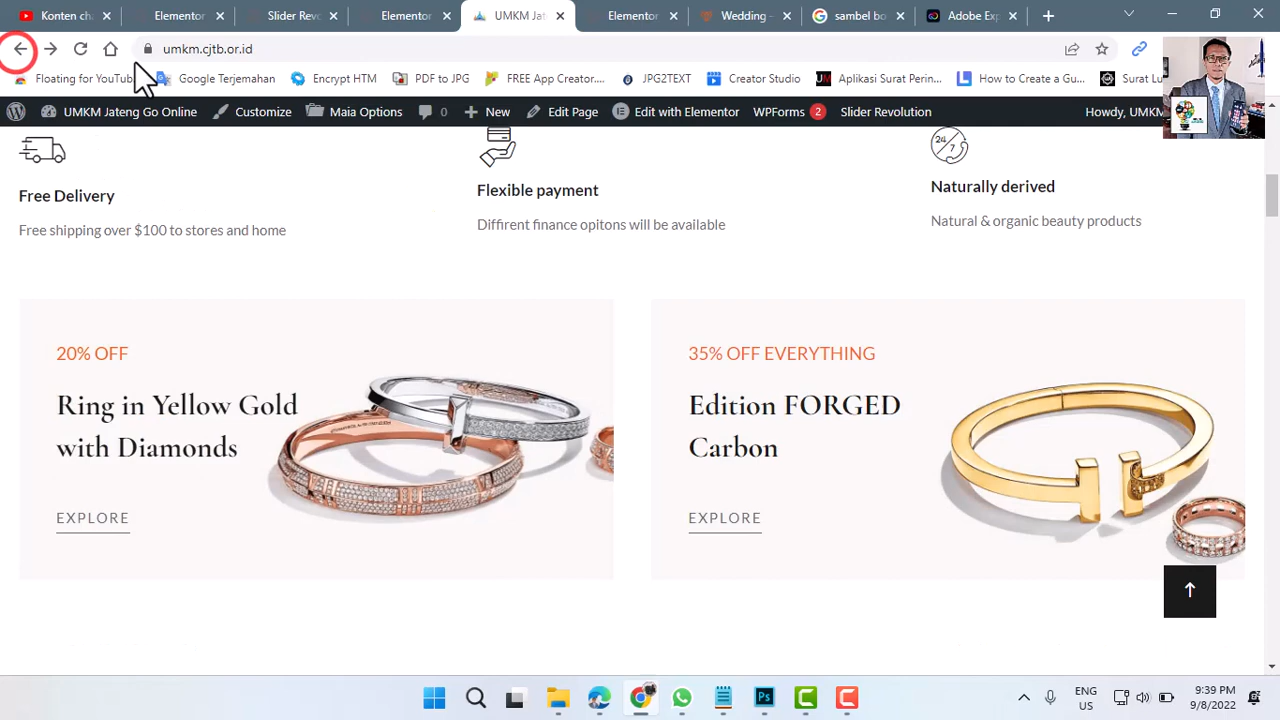 Konten ch
Elementor
Slider Rev
Elementor
UMKM Jat
Elementor
Wedding -
sambel bo
Adobe Exp
umkm.cjtb.or.id
Floating for YouTu
Google Terjemahan
Encrypt HTM
PDF to JPG
FREE App Creator....
JPG2TEXT
Creator Studio
Aplikasi Surat Perin...
How to Create a Gu...
Surat Lu
UMKM Jateng Go Online
Customize
Maia Options
0
New
Edit Page
Edit with Elementor
WPForms 2
Slider Revolution
Howdy, UMKM
24/7
Free Delivery
Flexible payment
Naturally derived
Free shipping over $100 to stores and home
Diffirent finance opitons will be available
Natural & organic beauty products
20% OFF
Ring in Yellow Gold
with Diamonds
EXPLORE
35% OFF EVERYTHING
Edition FORGED
Carbon
EXPLORE
ENG
US
9:39 PM
9/8/2022